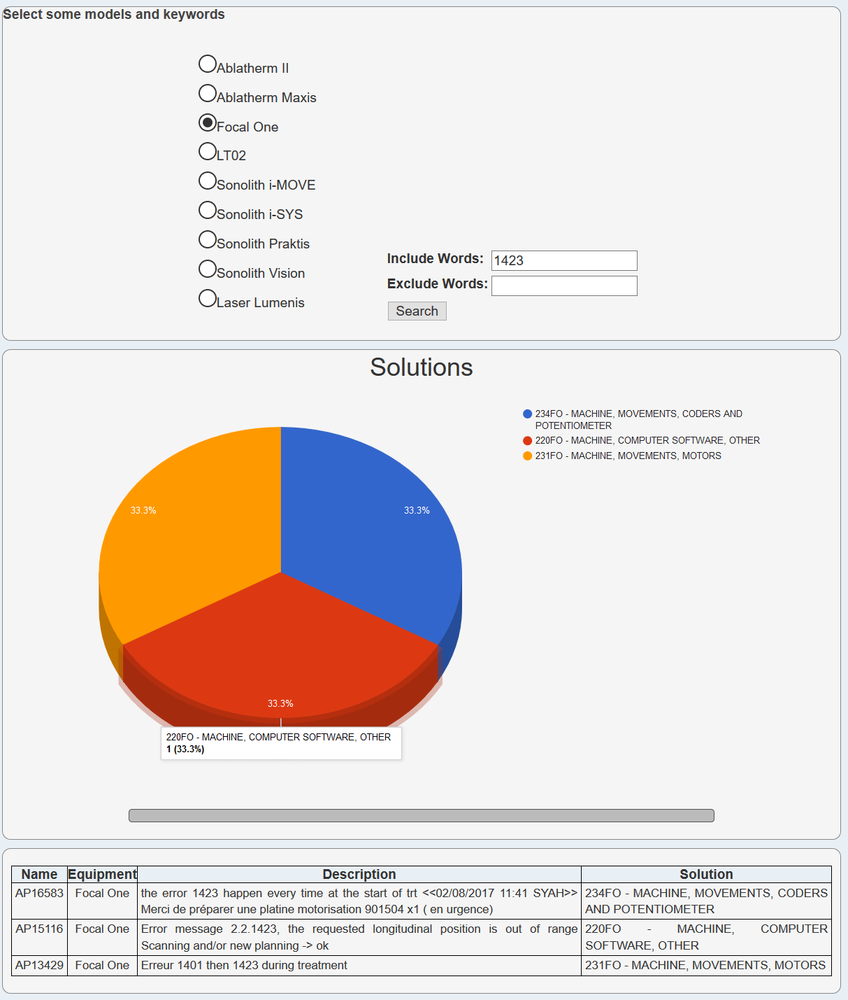 Select some models and keywords
Ablatherm II
Ablatherm Maxis
Focal One
LT02
Sonolith i-MOVE
Sonolith i-SYS
Sonolith Praktis
Sonolith Vision
Laser Lumenis
Include Words: 1423
Exclude Words:
Search
Solutions
234FO - MACHINE, MOVEMENTS, CODERS AND
POTENTIOMETER
220FO - MACHINE, COMPUTER SOFTWARE, OTHER
231FO - MACHINE, MOVEMENTS, MOTORS
33.3%
33.3%
33.3%
220FO - MACHINE, COMPUTER SOFTWARE, OTHER
1 (33.3%)
Name Equipment Description Solution
AP16583 Focal One the error 1423 happen every time at the start of trt <<02/08/2017 11:41 SYAH>> 234FO - MACHINE, MOVEMENTS, CODERS
Merci de préparer une platine motorisation 901504 x1 ( en urgence) AND POTENTIOMETER
AP15116 Focal One Error message 2.2.1423, the requested longitudinal position is out of range 220FO - MACHINE, COMPUTER
Scanning and/or new planning -> ok SOFTWARE, OTHER
AP13429 Focal One Erreur 1401 then 1423 during treatment 231FO - MACHINE, MOVEMENTS, MOTORS